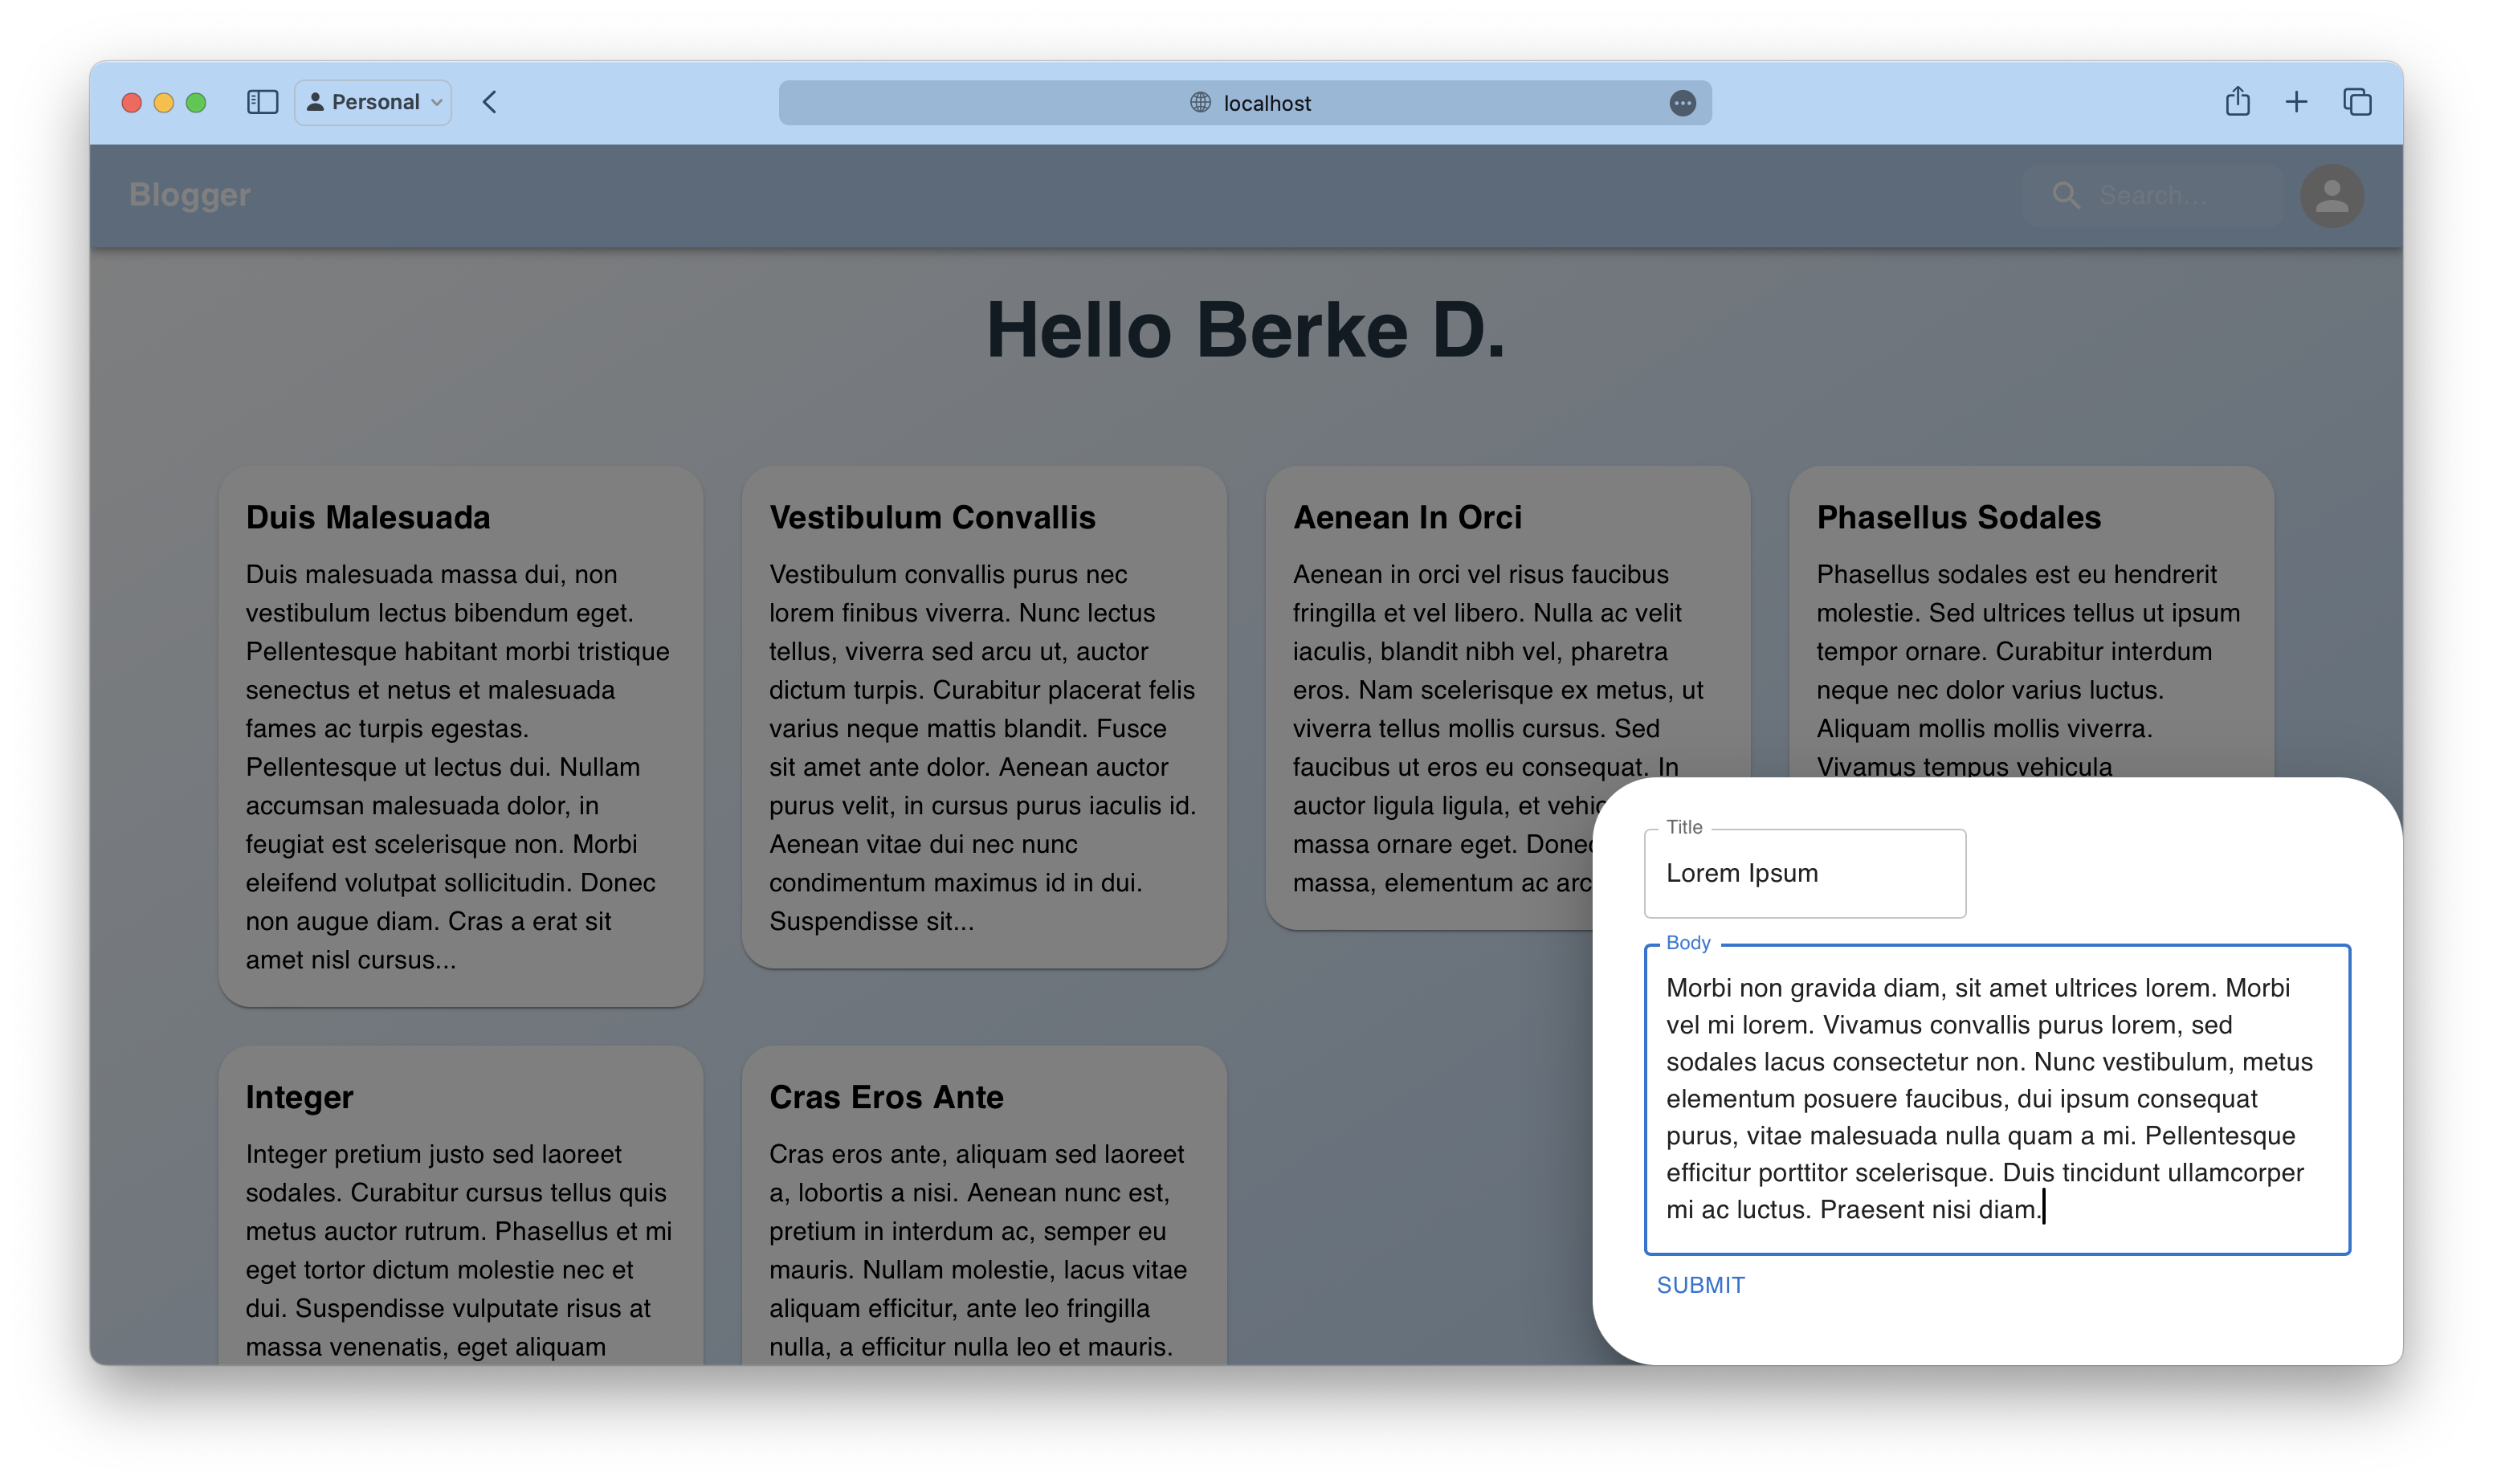 Personal
localhost
Blogger
Search...
Hello Berke D.
Duis Malesuada
Duis malesuada massa dui, non
vestibulum lectus bibendum eget.
Pellentesque habitant morbi tristique
senectus et netus et malesuada
fames ac turpis egestas.
Pellentesque ut lectus dui. Nullam
accumsan malesuada dolor, in
feugiat est scelerisque non. Morbi
eleifend volutpat sollicitudin. Donec
non augue diam. Cras a erat sit
amet nisl cursus...
Vestibulum Convallis
Vestibulum convallis purus nec
lorem finibus viverra. Nunc lectus
tellus, viverra sed arcu ut, auctor
dictum turpis. Curabitur placerat felis
varius neque mattis blandit. Fusce
sit amet ante dolor. Aenean auctor
purus velit, in cursus purus iaculis id.
Aenean vitae dui nec nunc
condimentum maximus id in dui.
Suspendisse sit...
Aenean In Orci
Aenean in orci vel risus faucibus
fringilla et vel libero. Nulla ac velit
iaculis, blandit nibh vel, pharetra
eros. Nam scelerisque ex metus, ut
viverra tellus mollis cursus. Sed
faucibus ut eros eu consequat. In
auctor ligula ligula, et
massa ornare eget.
massa, elementum ac
Phasellus Sodales
Phasellus sodales est eu hendrerit
molestie. Sed ultrices tellus ut ipsum
tempor ornare. Curabitur interdum
neque nec dolor varius luctus.
Aliquam mollis mollis viverra.
Vivamus tempus vehicula
Integer
Integer pretium justo sed laoreet
sodales. Curabitur cursus tellus quis
metus auctor rutrum. Phasellus et mi
eget tortor dictum molestie nec et
dui. Suspendisse vulputate risus at
massa venenatis, eget aliquam
Cras Eros Ante
Cras eros ante, aliquam sed laoreet
a, lobortis a nisi. Aenean nunc est,
pretium in interdum ac, semper eu
mauris. Nullam molestie, lacus vitae
aliquam efficitur, ante leo fringilla
nulla, a efficitur nulla leo et mauris.
Title
Lorem Ipsum
Body
Morbi non gravida diam, sit amet ultrices lorem. Morbi
vel mi lorem. Vivamus convallis purus lorem, sed
sodales lacus consectetur non. Nunc vestibulum, metus
elementum posuere faucibus, dui ipsum consequat
purus, vitae malesuada nulla quam a mi. Pellentesque
efficitur porttitor scelerisque. Duis tincidunt ullamcorper
mi ac luctus. Praesent nisi diam.
SUBMIT